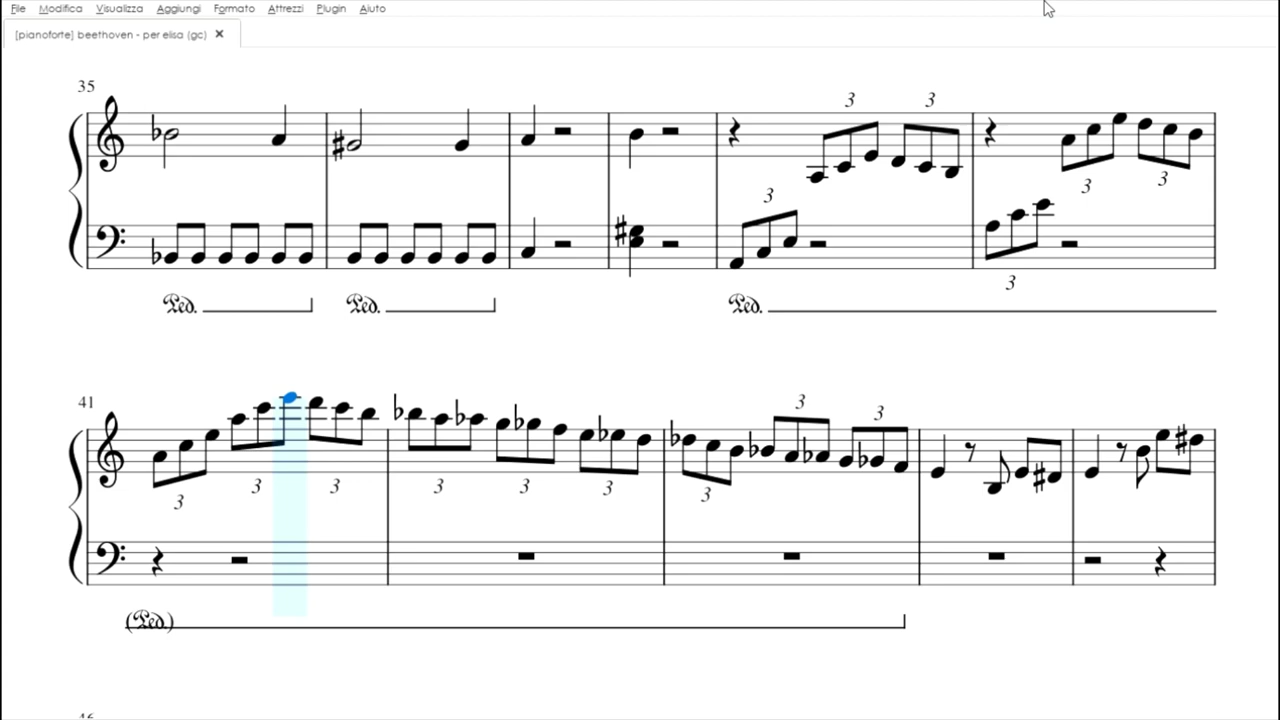 File Modifica Visualizza Aggiungi Formato Attrezzi Plugin Aiuto
[pianoforte] beethoven - per elisa (gc)
35
3 3
3
3 3
3
Ped. Ped. Ped.
41
3 3
3 3 3 3 3
3
3
(Ped.)